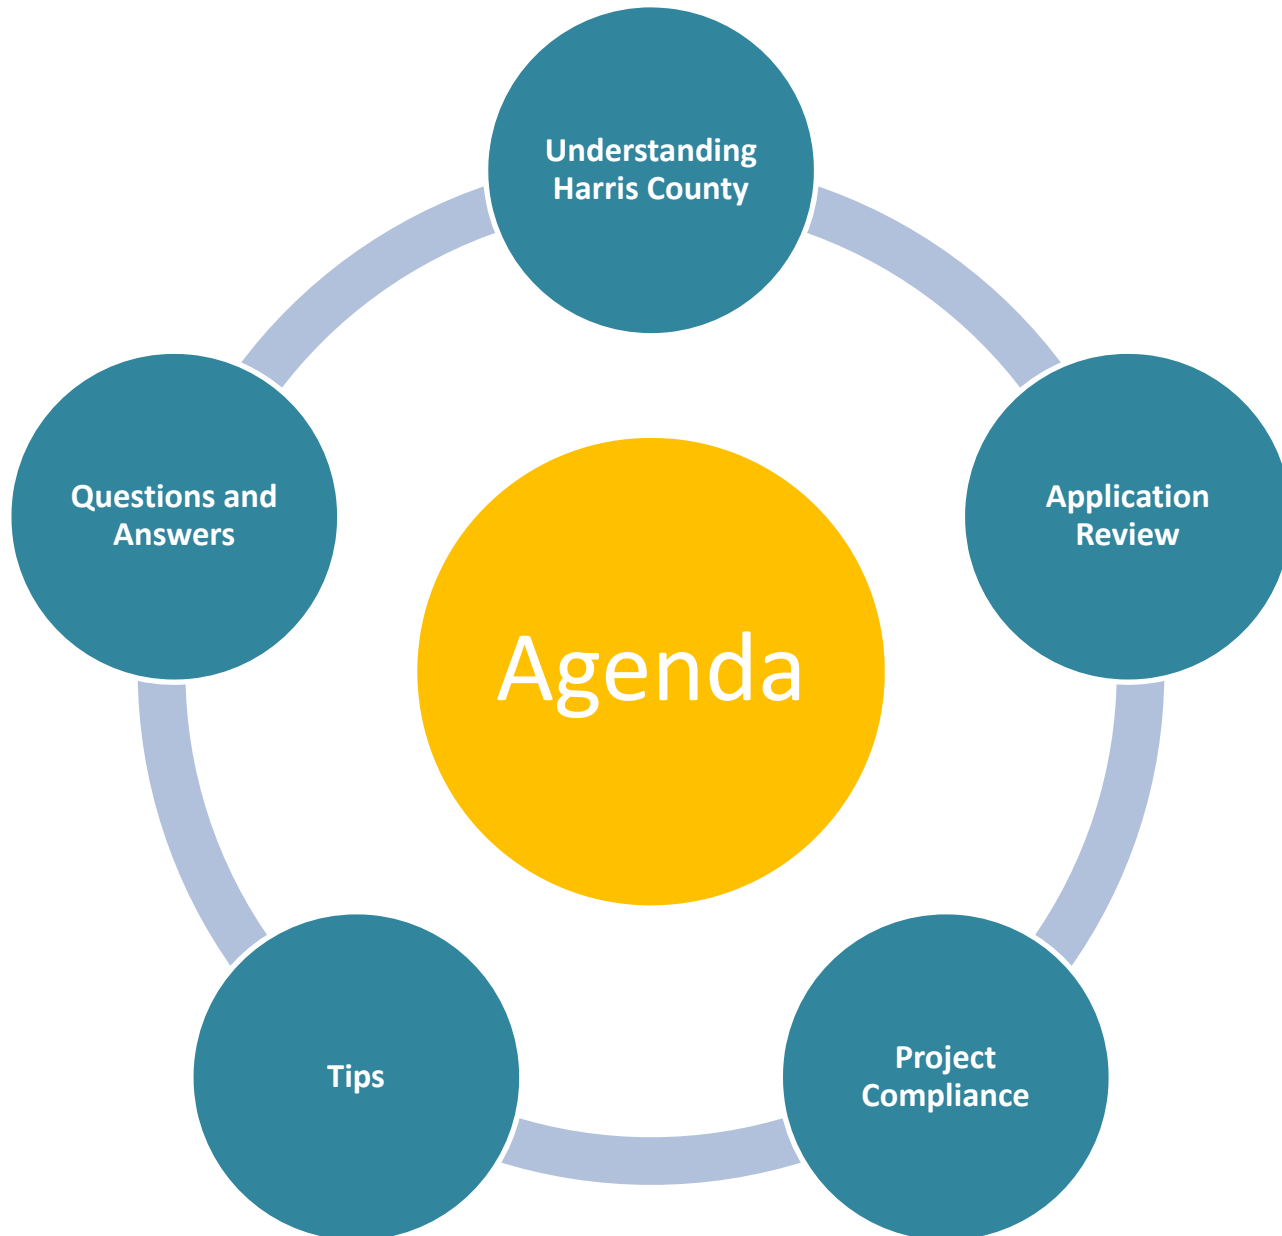 Understanding
Harris County
Application
Review
Project
Compliance
Tips
Questions and
Answers
Agenda